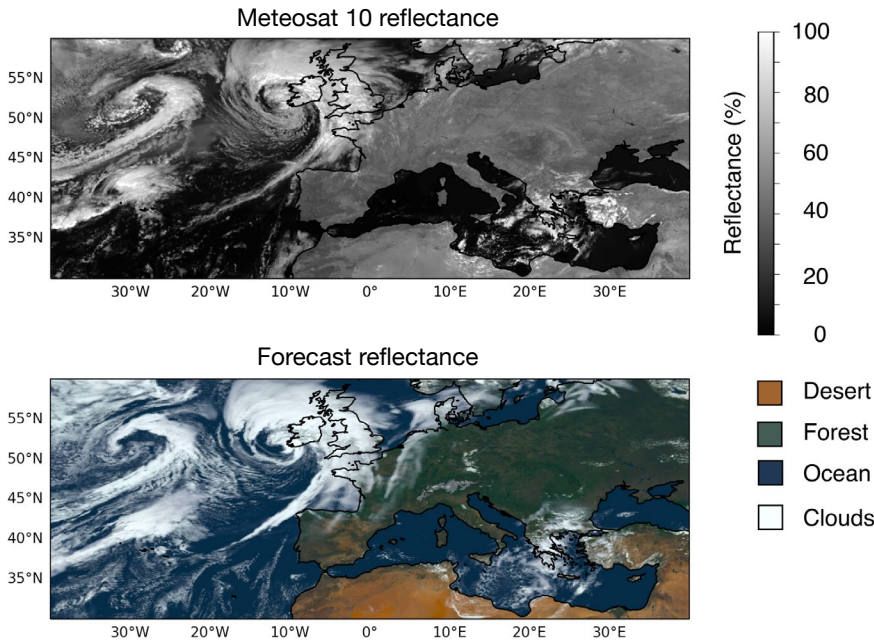 Meteosat 10 reflectance
55°N
50°N
45°N
40°N
35°N
30°W
20°W
10°W
0°
10°E
20°E
30°E
Reflectance (%)
100
80
60
40
20
0
Forecast reflectance
55°N
50°N
45°N
40°N
35°N
30°W
20°W
10°W
0°
10°E
20°E
30°E
Desert
Forest
Ocean
Clouds